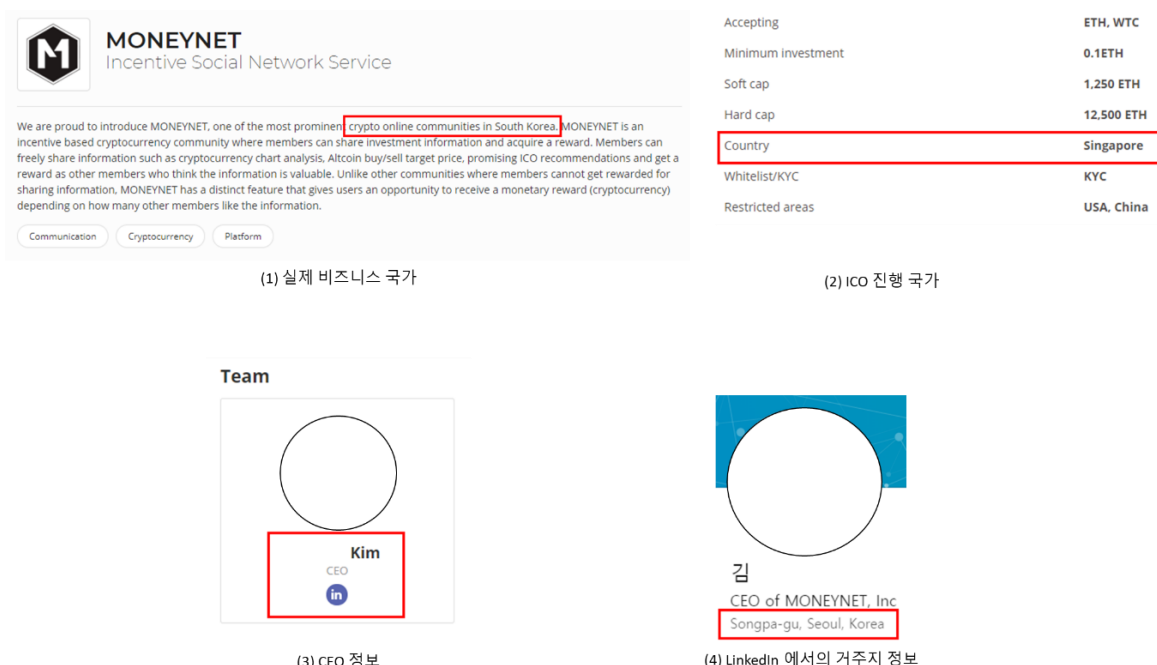 MONEYNET
Incentive Social Network Service
We are proud to introduce MONEYNET, one of the most prominent crypto online communities in South Korea. MONEYNET is an
incentive based cryptocurrency community where members can share investment information and acquire a reward. Members can
freely share information such as cryptocurrency chart analysis, Altcoin buy/sell target price, promising ICO recommendations and get a
reward as other members who think the information is valuable. Unlike other communities where members cannot get rewarded for
sharing information, MONEYNET has a distinct feature that gives users an opportunity to receive a monetary reward (cryptocurrency)
depending on how many other members like the information.
Communication Cryptocurrency Platform
(1) 실제 비즈니스 국가
Accepting ETH, WTC
Minimum investment 0.1ETH
Soft cap 1,250 ETH
Hard cap 12,500 ETH
Country Singapore
Whitelist/KYC KYC
Restricted areas USA, China
(2) ICO 진행 국가
Team
Kim
CEO
in
(3) CEO 정보
김
CEO of MONEYNET, Inc
Songpa-gu, Seoul, Korea
(4) LinkedIn 에서의 거주지 정보